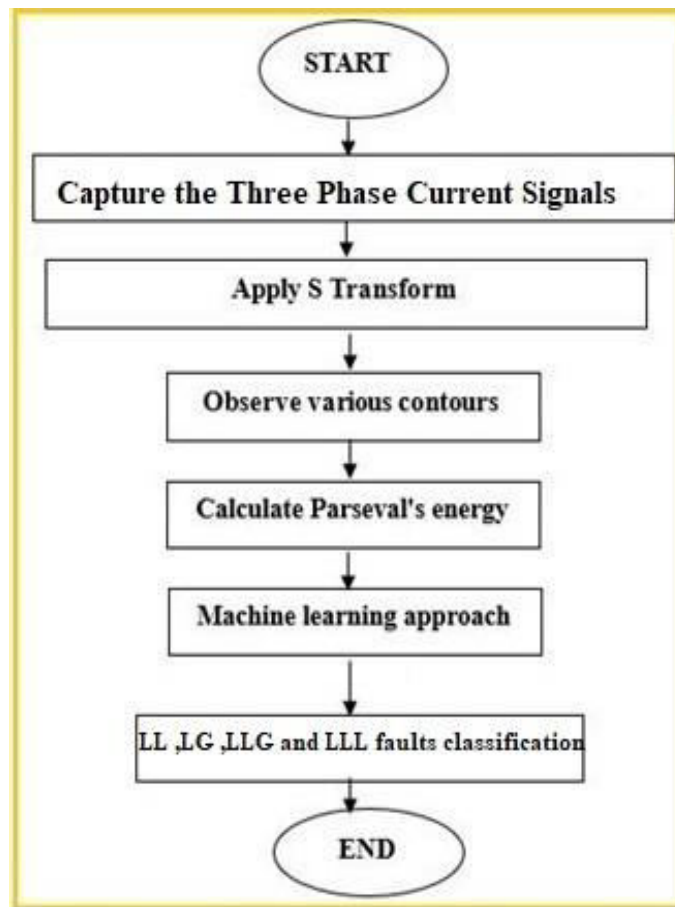 START
Capture the Three Phase Current Signals
Apply S Transform
Observe various contours
Calculate Parseval's energy
Machine learning approach
LL ,LG ,LLG and LLL faults classification
END